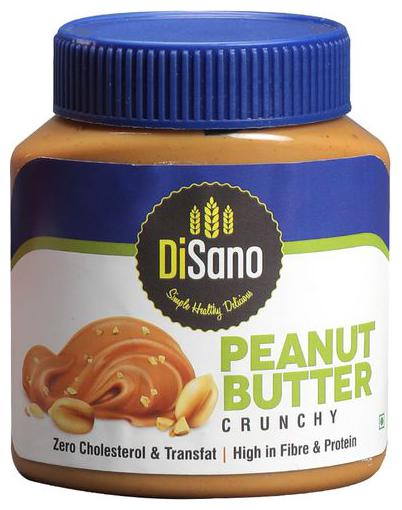 DiSano
Simple Healthy Delicious
PEANUT
BUTTER
CRUNCHY
Zero Cholesterol & Transfat | High in Fibre & Protein